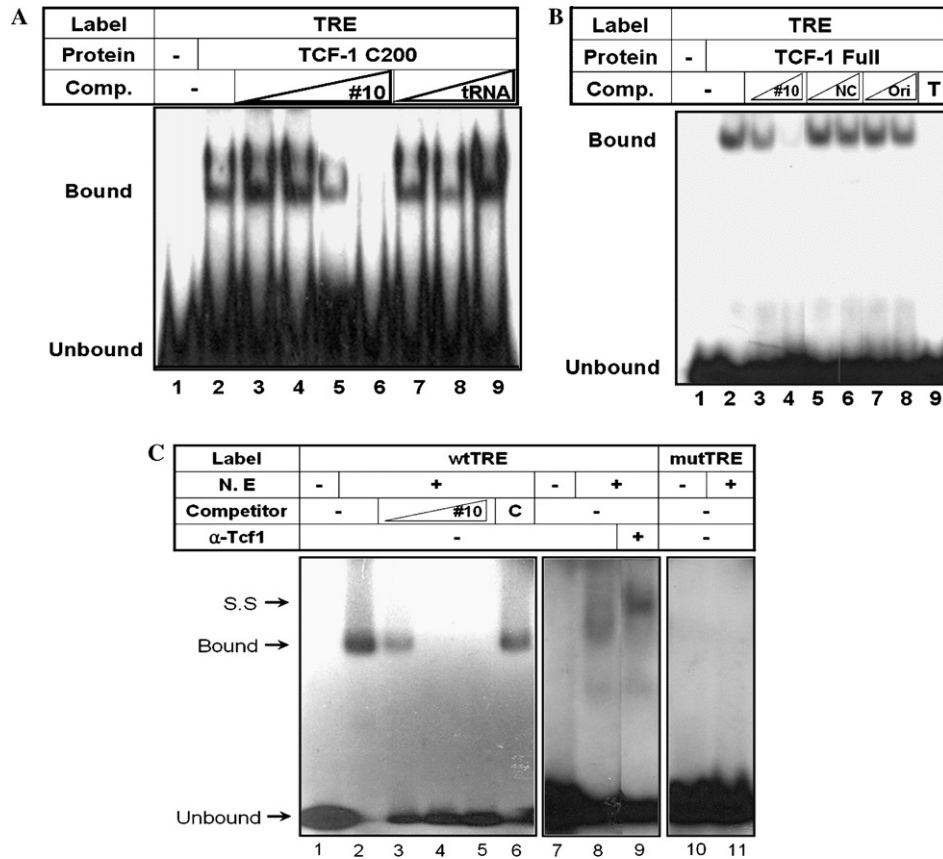 A
Label TRE
Protein - TCF-1 C200
Comp. - #10 tRNA
Bound
Unbound
1 2 3 4 5 6 7 8 9
B
Label TRE
Protein - TCF-1 Full
Comp. - #10 NC Ori T
Bound
Unbound
1 2 3 4 5 6 7 8 9
C
Label wtTRE mutTRE
N. E - + - + - +
Competitor - #10 C - -
α-Tcf1 - + -
S.S →
Bound →
Unbound →
1 2 3 4 5 6 7 8 9 10 11